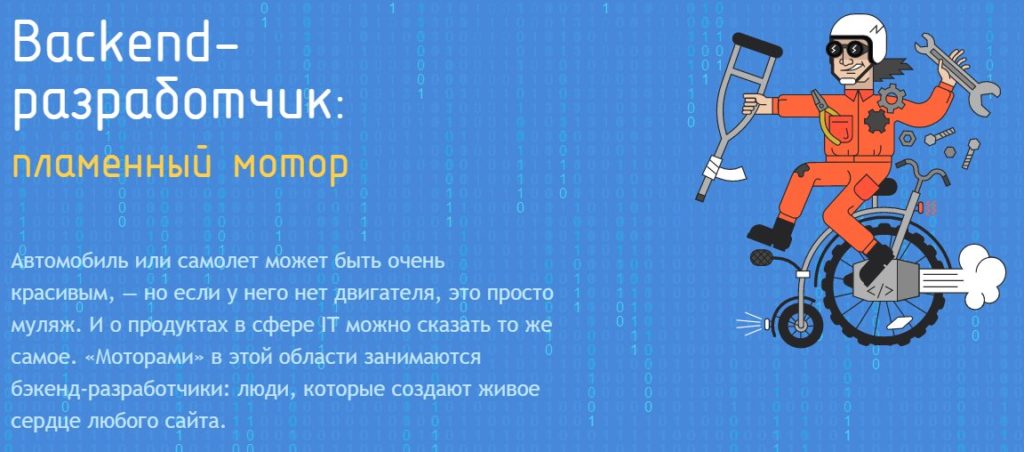 Backend-
разработчик:
пламенный мотор
Автомобиль или самолет может быть очень
красивым, — но если у него нет двигателя, это просто
муляж. И о продуктах в сфере IT можно сказать то же
самое. «Моторами» в этой области занимаются
бэкенд-разработчики: люди, которые создают живое
сердце любого сайта.
N
</>